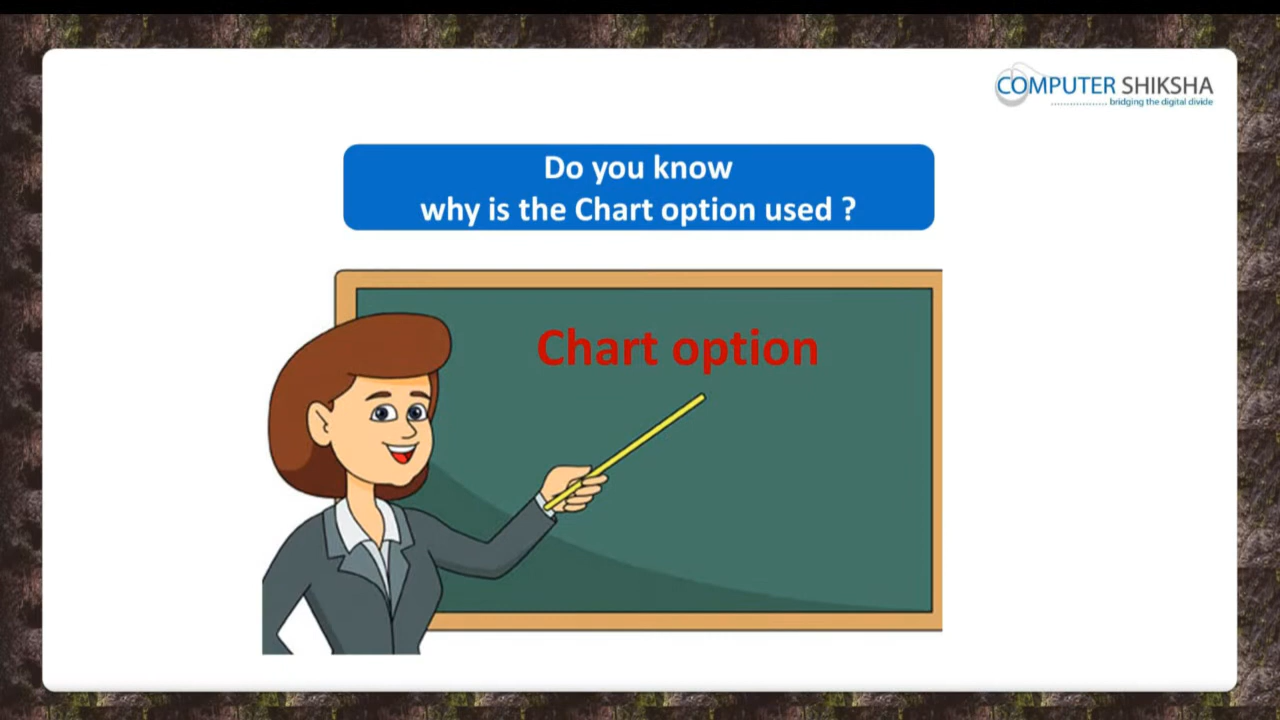 COMPUTER SHIKSHA
bridging the digital divide
Do you know
why is the Chart option used ?
Chart option